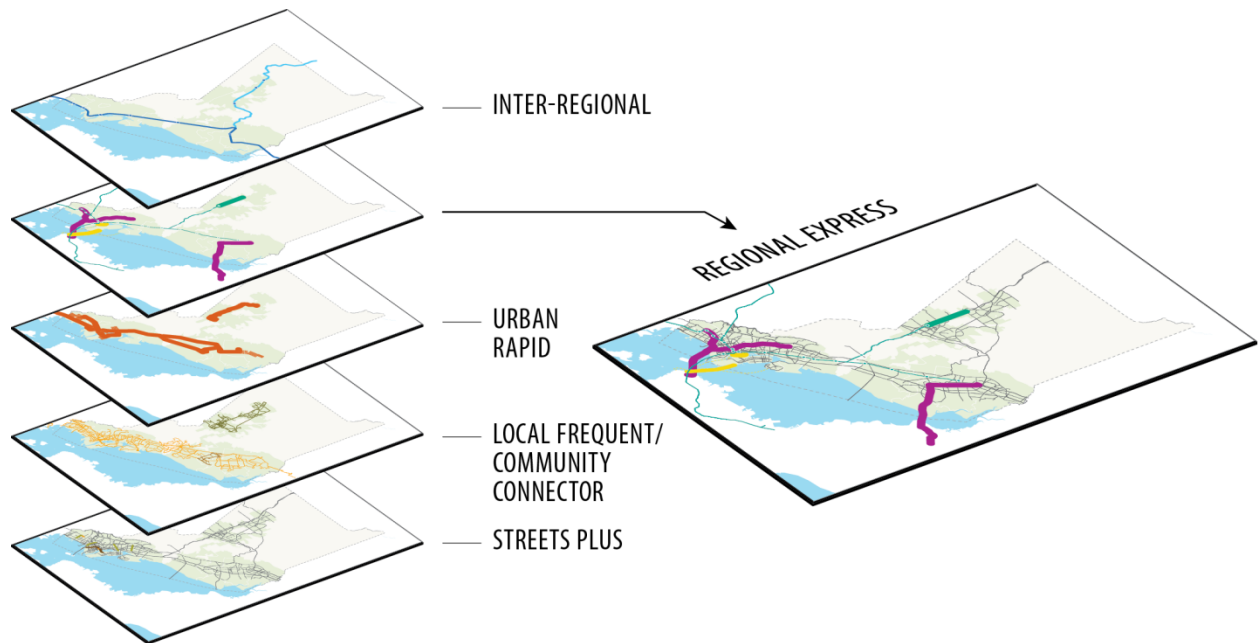 INTER-REGIONAL
REGIONAL EXPRESS
URBAN
RAPID
LOCAL FREQUENT/
COMMUNITY
CONNECTOR
STREETS PLUS